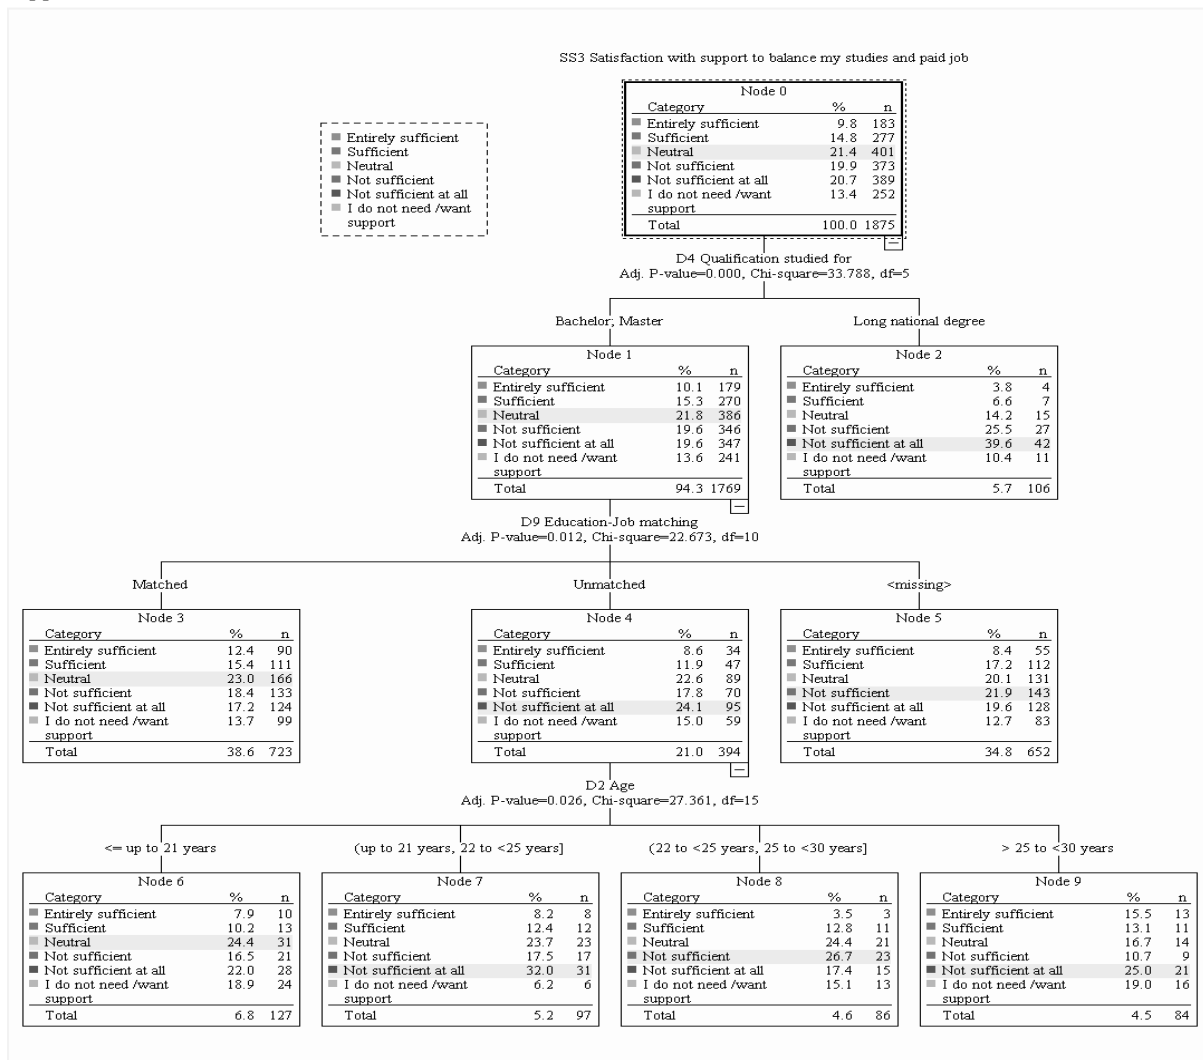 SS3 Satisfaction with support to balance my studies and paid job
Entirely sufficient
Sufficient
Neutral
Not sufficient
Not sufficient at all
I do not need /want
support
Node 0
Category % n
Entirely sufficient 9.8 183
Sufficient 14.8 277
Neutral 21.4 401
Not sufficient 19.9 373
Not sufficient at all 20.7 389
I do not need /want 13.4 252
support
Total 100.0 1875
D4 Qualification studied for
Adj. P-value=0.000, Chi-square=33.788, df=5
Bachelor; Master
Long national degree
Node 1
Category % n
Entirely sufficient 10.1 179
Sufficient 15.3 270
Neutral 21.8 386
Not sufficient 19.6 346
Not sufficient at all 19.6 347
I do not need /want 13.6 241
support
Total 94.3 1769
Node 2
Category % n
Entirely sufficient 3.8 4
Sufficient 6.6 7
Neutral 14.2 15
Not sufficient 25.5 27
Not sufficient at all 39.6 42
I do not need /want 10.4 11
support
Total 5.7 106
D9 Education-Job matching
Adj. P-value=0.012, Chi-square=22.673, df=10
Matched
Unmatched
<missing>
Node 3
Category % n
Entirely sufficient 12.4 90
Sufficient 15.4 111
Neutral 23.0 166
Not sufficient 18.4 133
Not sufficient at all 17.2 124
I do not need /want 13.7 99
support
Total 38.6 723
Node 4
Category % n
Entirely sufficient 8.6 34
Sufficient 11.9 47
Neutral 22.6 89
Not sufficient 17.8 70
Not sufficient at all 24.1 95
I do not need /want 15.0 59
support
Total 21.0 394
Node 5
Category % n
Entirely sufficient 8.4 55
Sufficient 17.2 112
Neutral 20.1 131
Not sufficient 21.9 143
Not sufficient at all 19.6 128
I do not need /want 12.7 83
support
Total 34.8 652
D2 Age
Adj. P-value=0.026, Chi-square=27.361, df=15
<= up to 21 years
(up to 21 years, 22 to <25 years]
(22 to <25 years, 25 to <30 years]
> 25 to <30 years
Node 6
Category % n
Entirely sufficient 7.9 10
Sufficient 10.2 13
Neutral 24.4 31
Not sufficient 16.5 21
Not sufficient at all 22.0 28
I do not need /want 18.9 24
support
Total 6.8 127
Node 7
Category % n
Entirely sufficient 8.2 8
Sufficient 12.4 12
Neutral 23.7 23
Not sufficient 17.5 17
Not sufficient at all 32.0 31
I do not need /want 6.2 6
support
Total 5.2 97
Node 8
Category % n
Entirely sufficient 3.5 3
Sufficient 12.8 11
Neutral 24.4 21
Not sufficient 26.7 23
Not sufficient at all 17.4 15
I do not need /want 15.1 13
support
Total 4.6 86
Node 9
Category % n
Entirely sufficient 15.5 13
Sufficient 13.1 11
Neutral 16.7 14
Not sufficient 10.7 9
Not sufficient at all 25.0 21
I do not need /want 19.0 16
support
Total 4.5 84